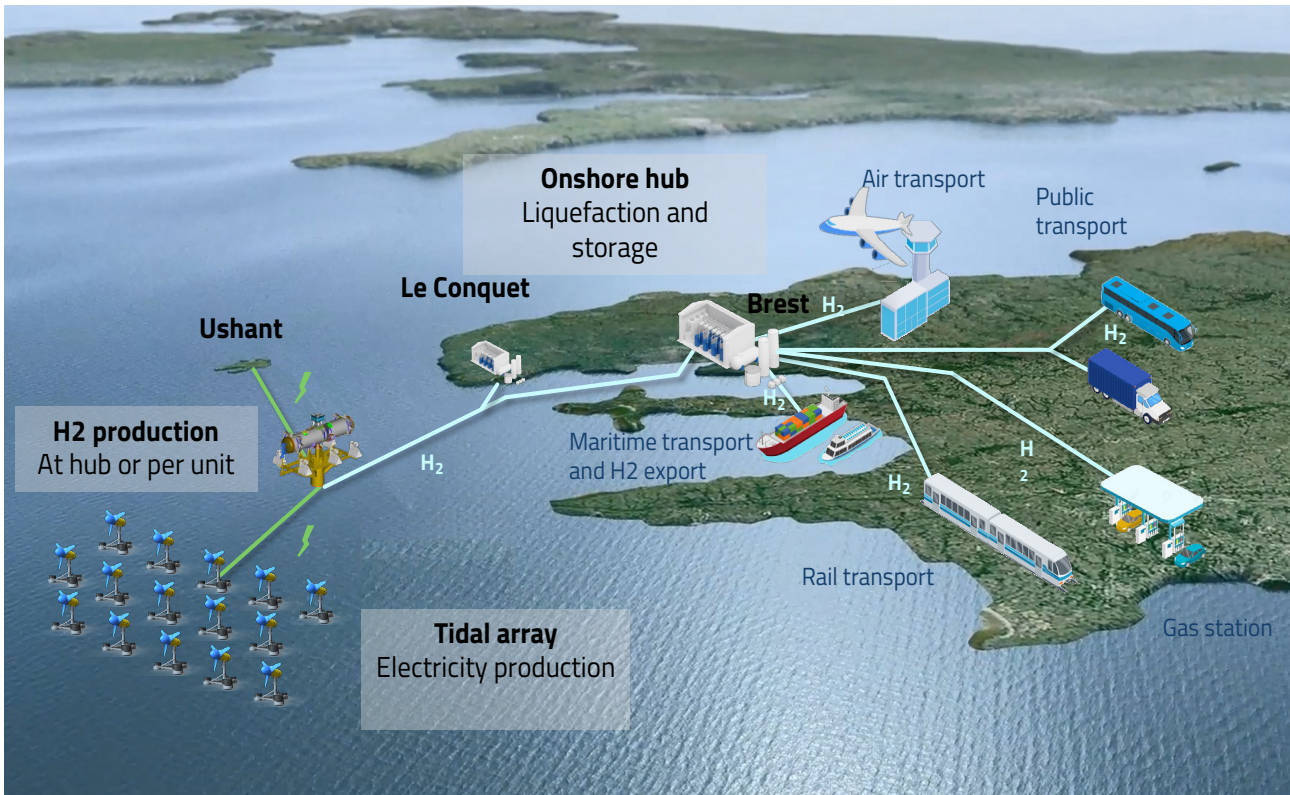 Onshore hub
Liquefaction and
storage
Air transport
Public
transport
Le Conquet
Brest
H₂
Ushant
H₂
H2 production
At hub or per unit
H₂
Maritime transport
and H2 export
H₂
H
2
H₂
Rail transport
Tidal array
Electricity production
Gas station